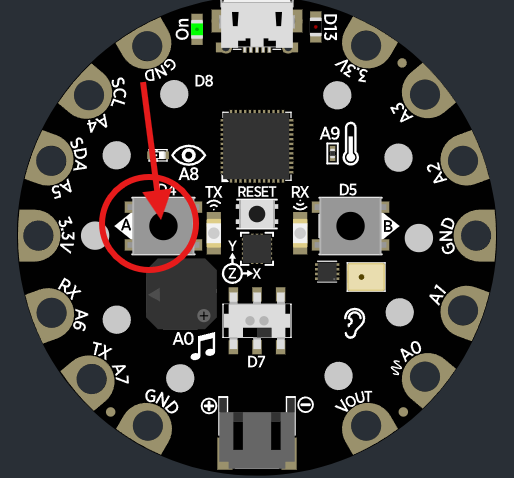 On
D13
GND
3.3V
D8
SCL A4
A3
A9
SDA A5
A8
A2
D4
TX
RESET
RX
D5
3.3V
A
B
GND
Y
Z
X
RX A6
A1
A0
D7
TX A7
A0
GND
VOUT